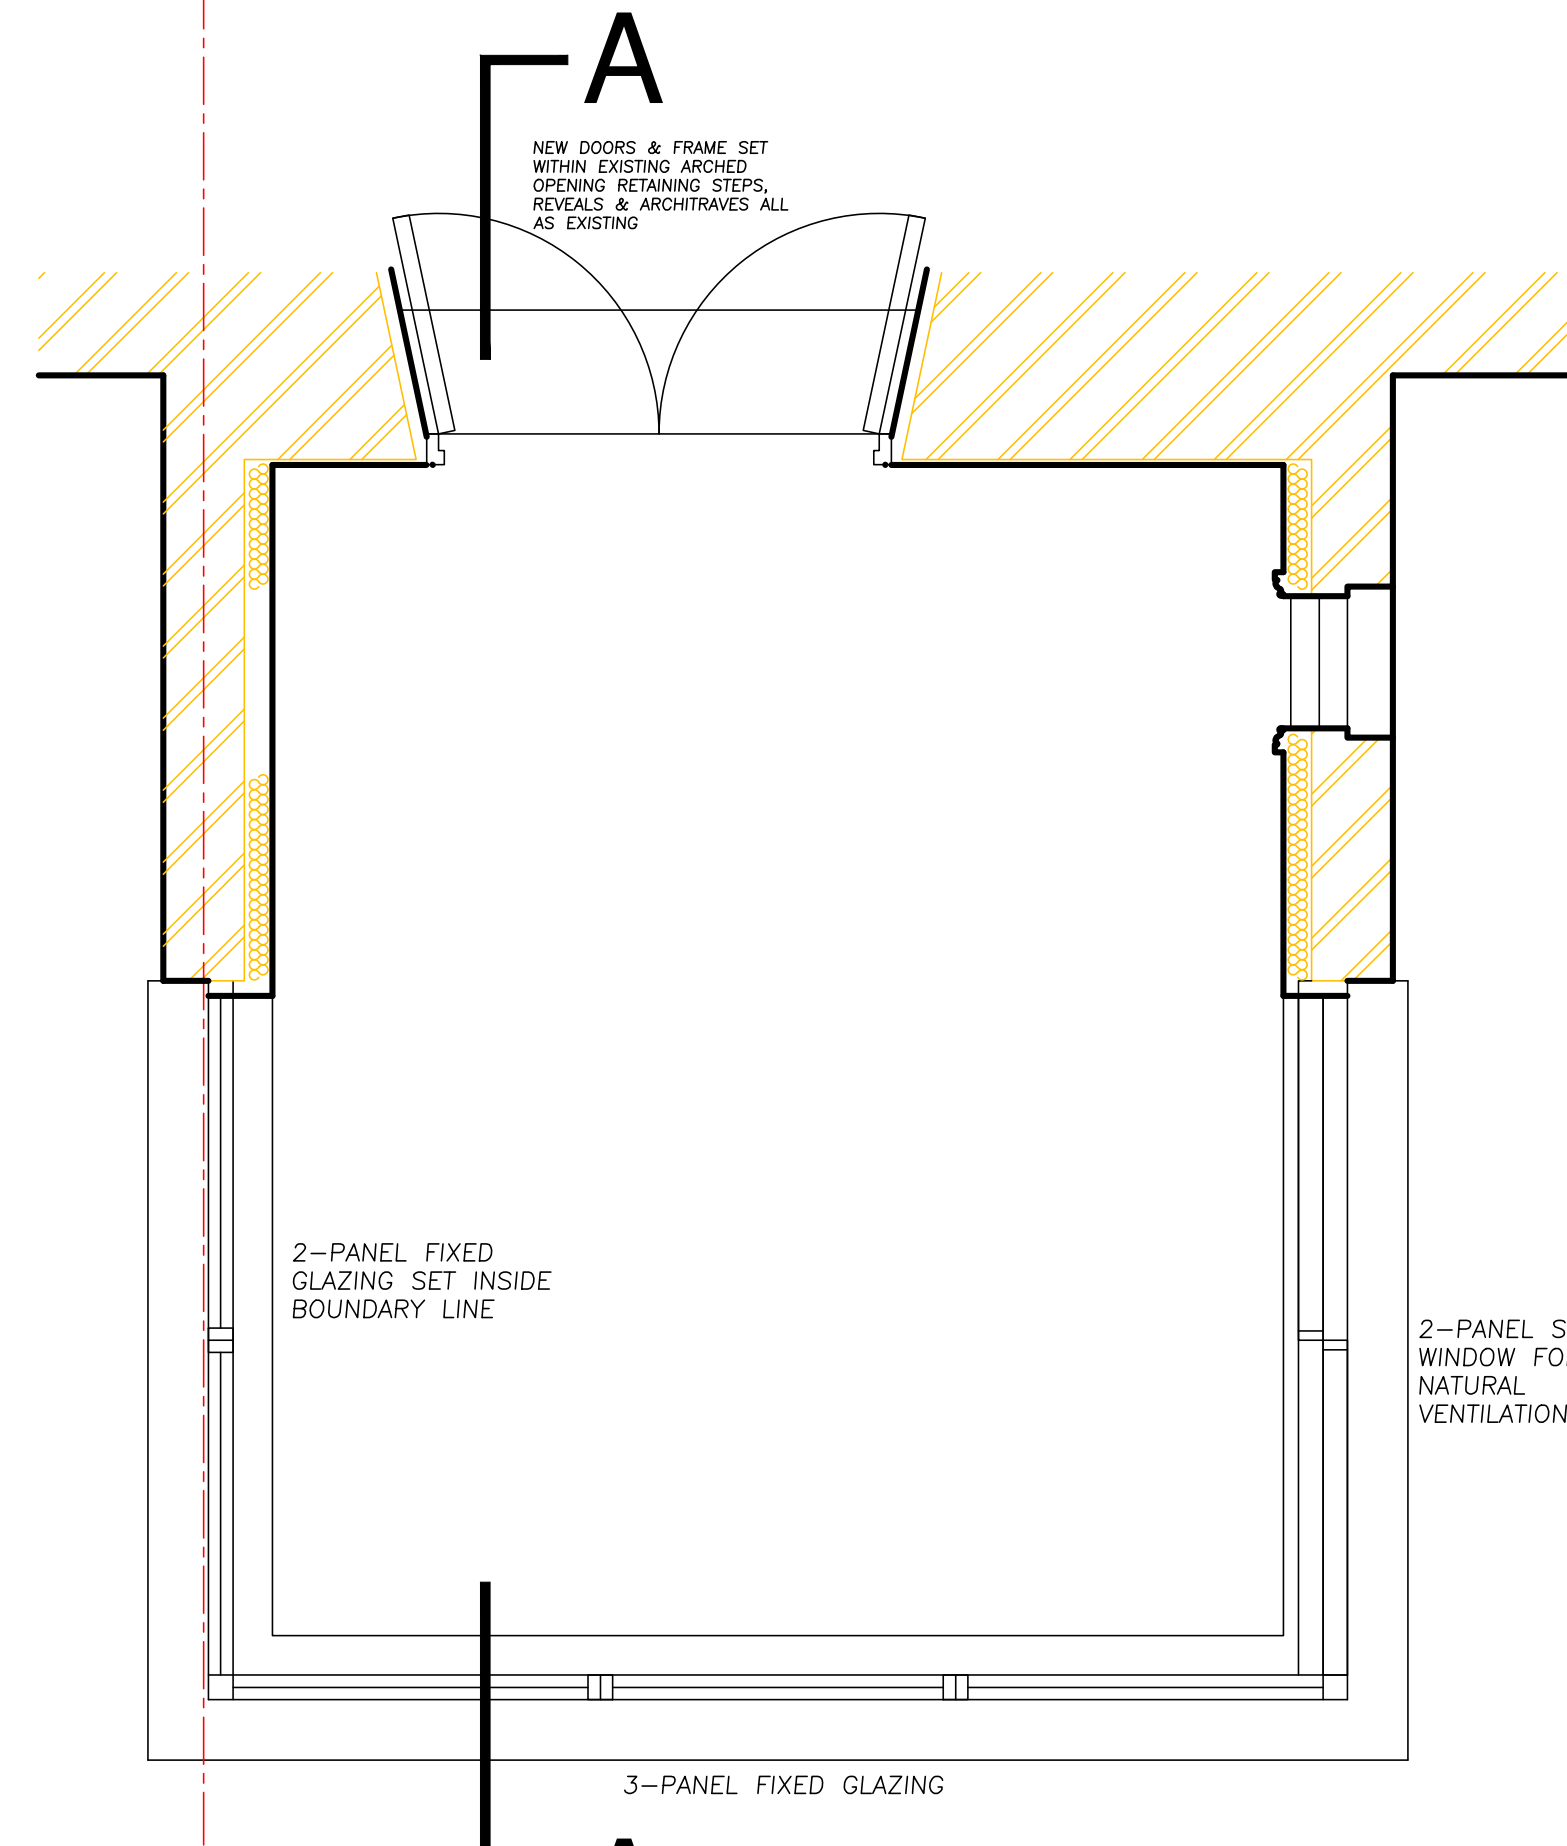 A
NEW DOORS & FRAME SET
WITHIN EXISTING ARCHED
OPENING RETAINING STEPS,
REVEALS & ARCHITRAVES ALL
AS EXISTING
2-PANEL FIXED
GLAZING SET INSIDE
BOUNDARY LINE
2-PANEL S
WINDOW FO
NATURAL
VENTILATION
3-PANEL FIXED GLAZING